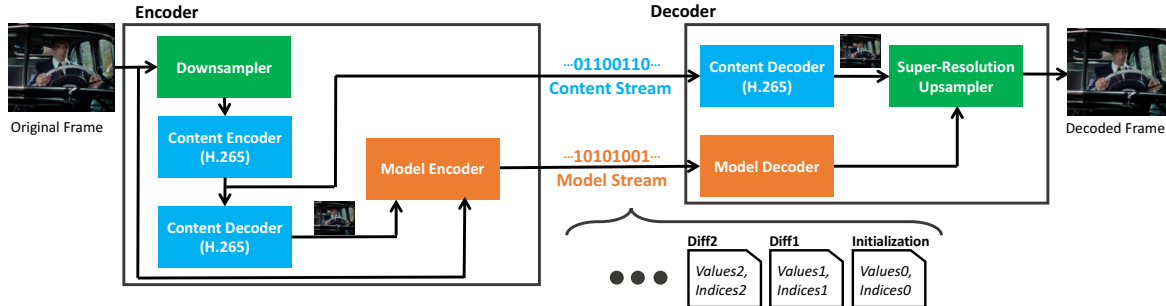 Encoder
Decoder
Original Frame
Downsampler
Content Encoder
(H.265)
Content Decoder
(H.265)
Model Encoder
···01100110···
Content Stream
···10101001···
Model Stream
Content Decoder
(H.265)
Super-Resolution
Upsampler
Model Decoder
Decoded Frame
Diff2
Values2,
Indices2
Diff1
Values1,
Indices1
Initialization
Values0,
Indices0